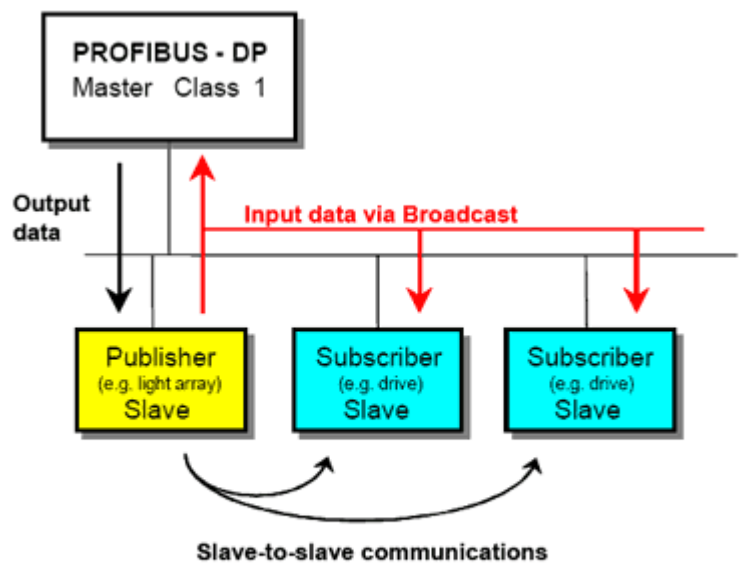 PROFIBUS - DP
Master Class 1
Output
data
Input data via Broadcast
Publisher
(e.g. light array)
Slave
Subscriber
(e.g. drive)
Slave
Subscriber
(e.g. drive)
Slave
Slave-to-slave communications